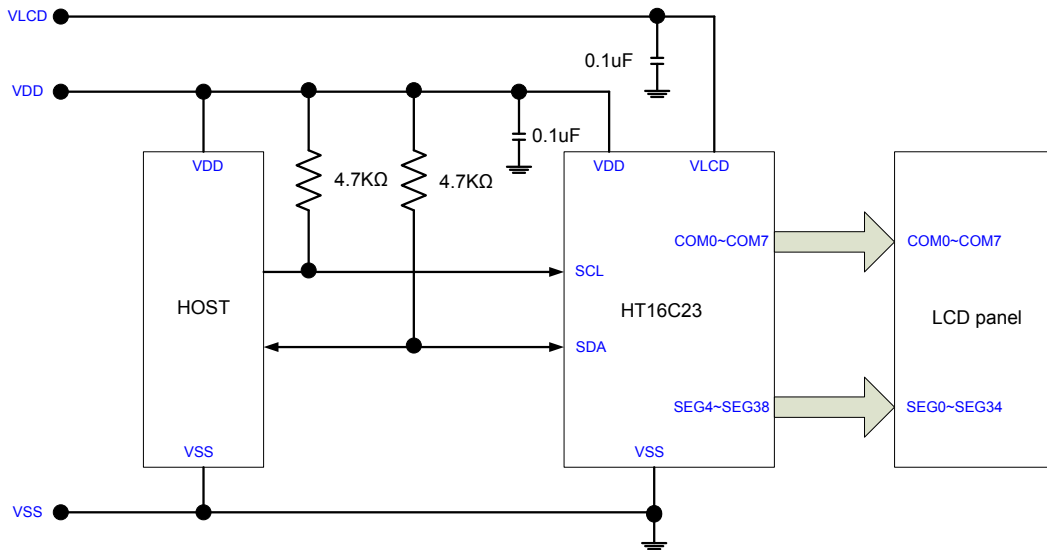 VLCD
0.1uF
VDD
0.1uF
VDD
4.7KΩ
4.7KΩ
VDD
VLCD
COM0~COM7
COM0~COM7
SCL
HOST
HT16C23
LCD panel
SDA
SEG4~SEG38
SEG0~SEG34
VSS
VSS
VSS